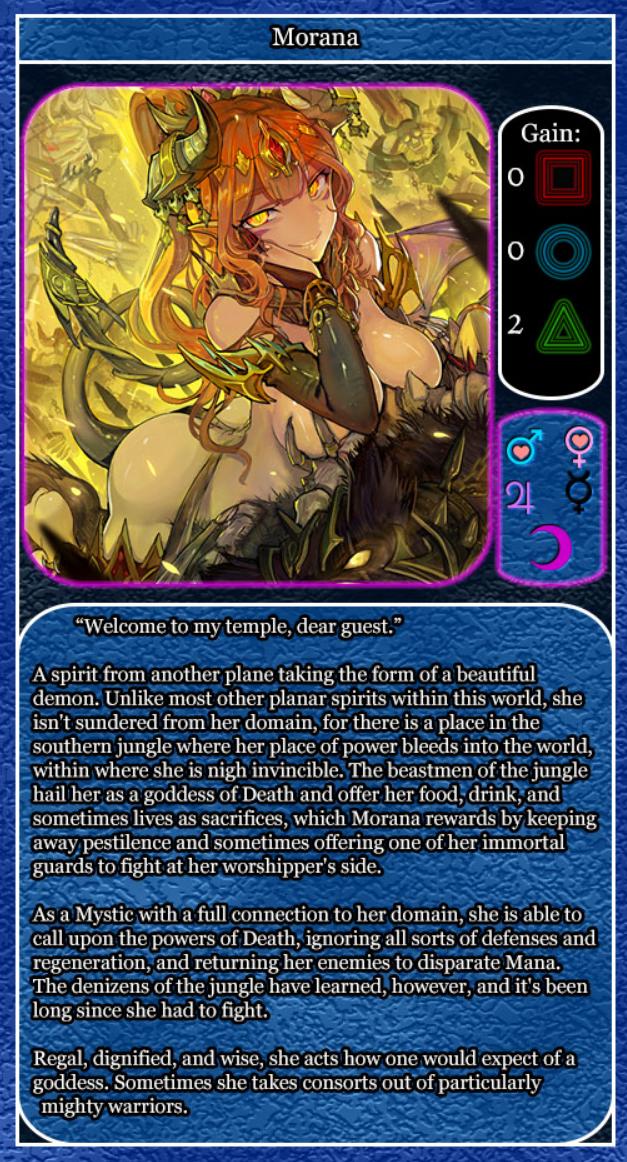 Morana
Gain:
0
0
2
“Welcome to my temple, dear guest.”
A spirit from another plane taking the form of a beautiful
demon. Unlike most other planar spirits within this world, she
isn't sundered from her domain, for there is a place in the
southern jungle where her place of power bleeds into the world,
within where she is nigh invincible. The beastmen of the jungle
hail her as a goddess of Death and offer her food, drink, and
sometimes lives as sacrifices, which Morana rewards by keeping
away pestilence and sometimes offering one of her immortal
guards to fight at her worshipper's side.
As a Mystic with a full connection to her domain, she is able to
call upon the powers of Death, ignoring all sorts of defenses and
regeneration, and returning her enemies to disparate Mana.
The denizens of the jungle have learned, however, and it's been
long since she had to fight.
Regal, dignified, and wise, she acts how one would expect of a
goddess. Sometimes she takes consorts out of particularly
mighty warriors.